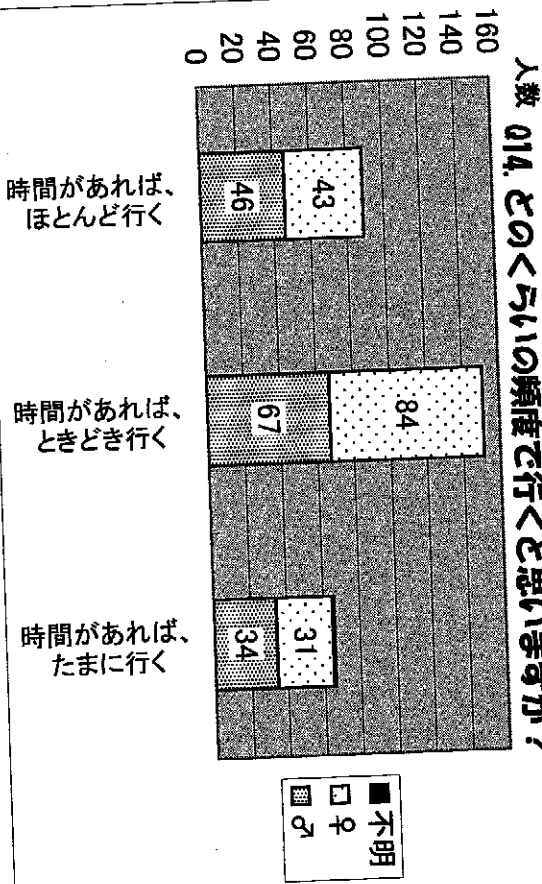 人数 Q14. どのくらいの頻度で行くと思いますか?
160
140
120
100
80
60
40
20
0
43
46
84
67
31
34
時間があれば、
ほとんど行く
時間があれば、
ときどき行く
時間があれば、
たまに行く
■不明
♀
♂